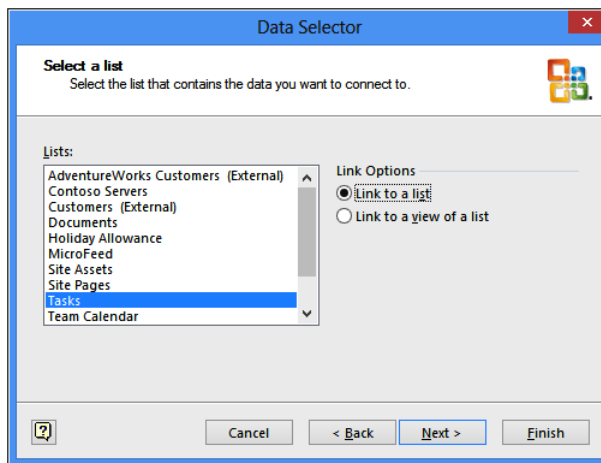 Data Selector
Select a list
Select the list that contains the data you want to connect to.
Lists:
AdventureWorks Customers (External)
Contoso Servers
Customers (External)
Documents
Holiday Allowance
MicroFeed
Site Assets
Site Pages
Tasks
Team Calendar
Link Options
Link to a list
Link to a view of a list
Cancel
< Back
Next >
Finish